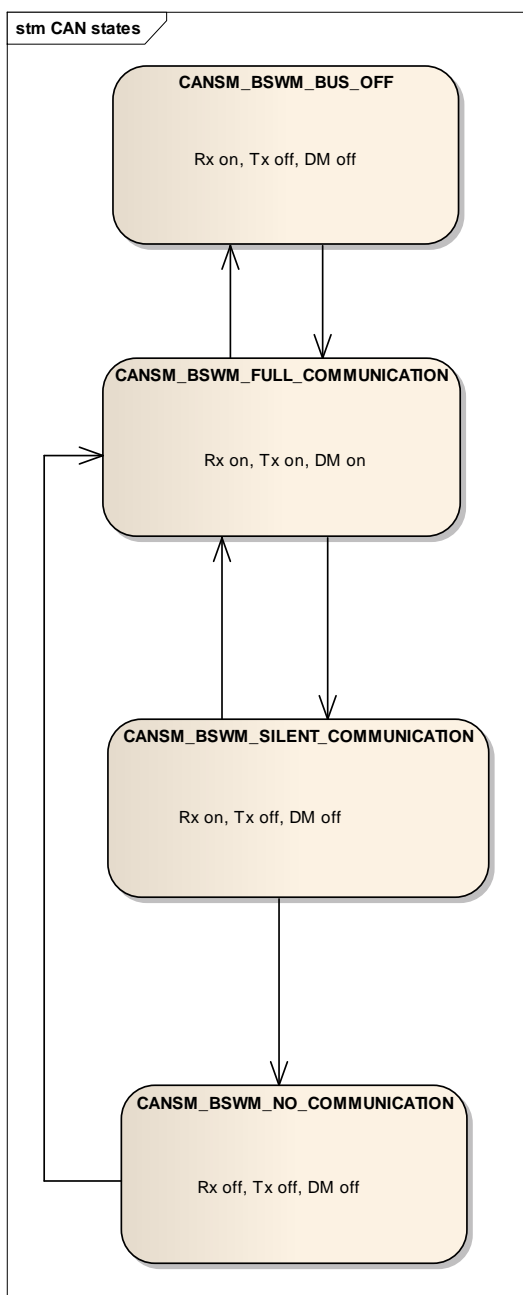 stm CAN states
CANSM_BSWM_BUS_OFF
Rx on, Tx off, DM off
CANSM_BSWM_FULL_COMMUNICATION
Rx on, Tx on, DM on
CANSM_BSWM_SILENT_COMMUNICATION
Rx on, Tx off, DM off
CANSM_BSWM_NO_COMMUNICATION
Rx off, Tx off, DM off